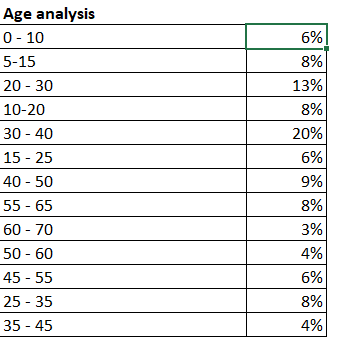 Age analysis
0 - 10 6%
5-15 8%
20 - 30 13%
10-20 8%
30 - 40 20%
15 - 25 6%
40 - 50 9%
55 - 65 8%
60 - 70 3%
50 - 60 4%
45 - 55 6%
25 - 35 8%
35 - 45 4%